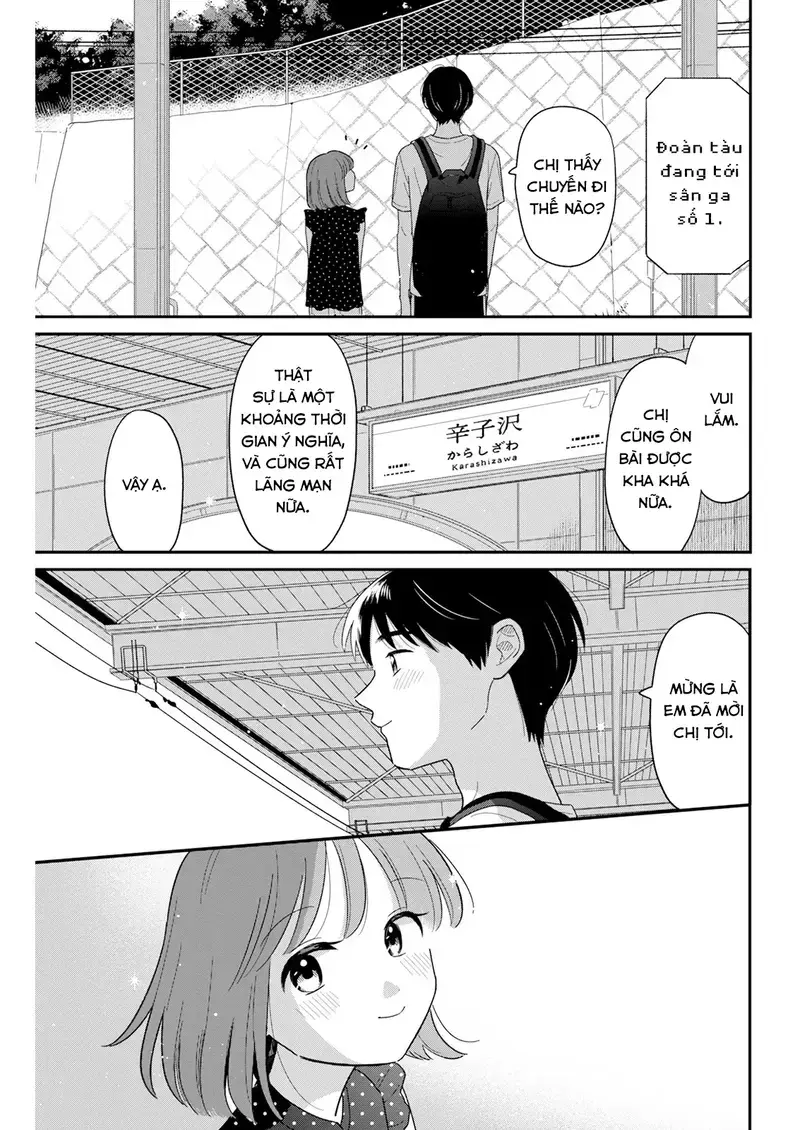 Đoàn tàu
đang tới
sân ga
số 1.
CHỊ THẤY
CHUYẾN ĐI
THẾ NÀO?
VUI
LẮM.
CHỊ
CŨNG ÔN
BÀI ĐƯỢC
KHA KHÁ
NỮA.
辛子沢
からしざわ
Karashizawa
THẬT
SỰ LÀ MỘT
KHOẢNG THỜI
GIAN Ý NGHĨA,
VÀ CŨNG RẤT
LÃNG MẠN
NỮA.
VẬY Ạ.
MỪNG LÀ
EM ĐÃ MỜI
CHỊ TỚI.